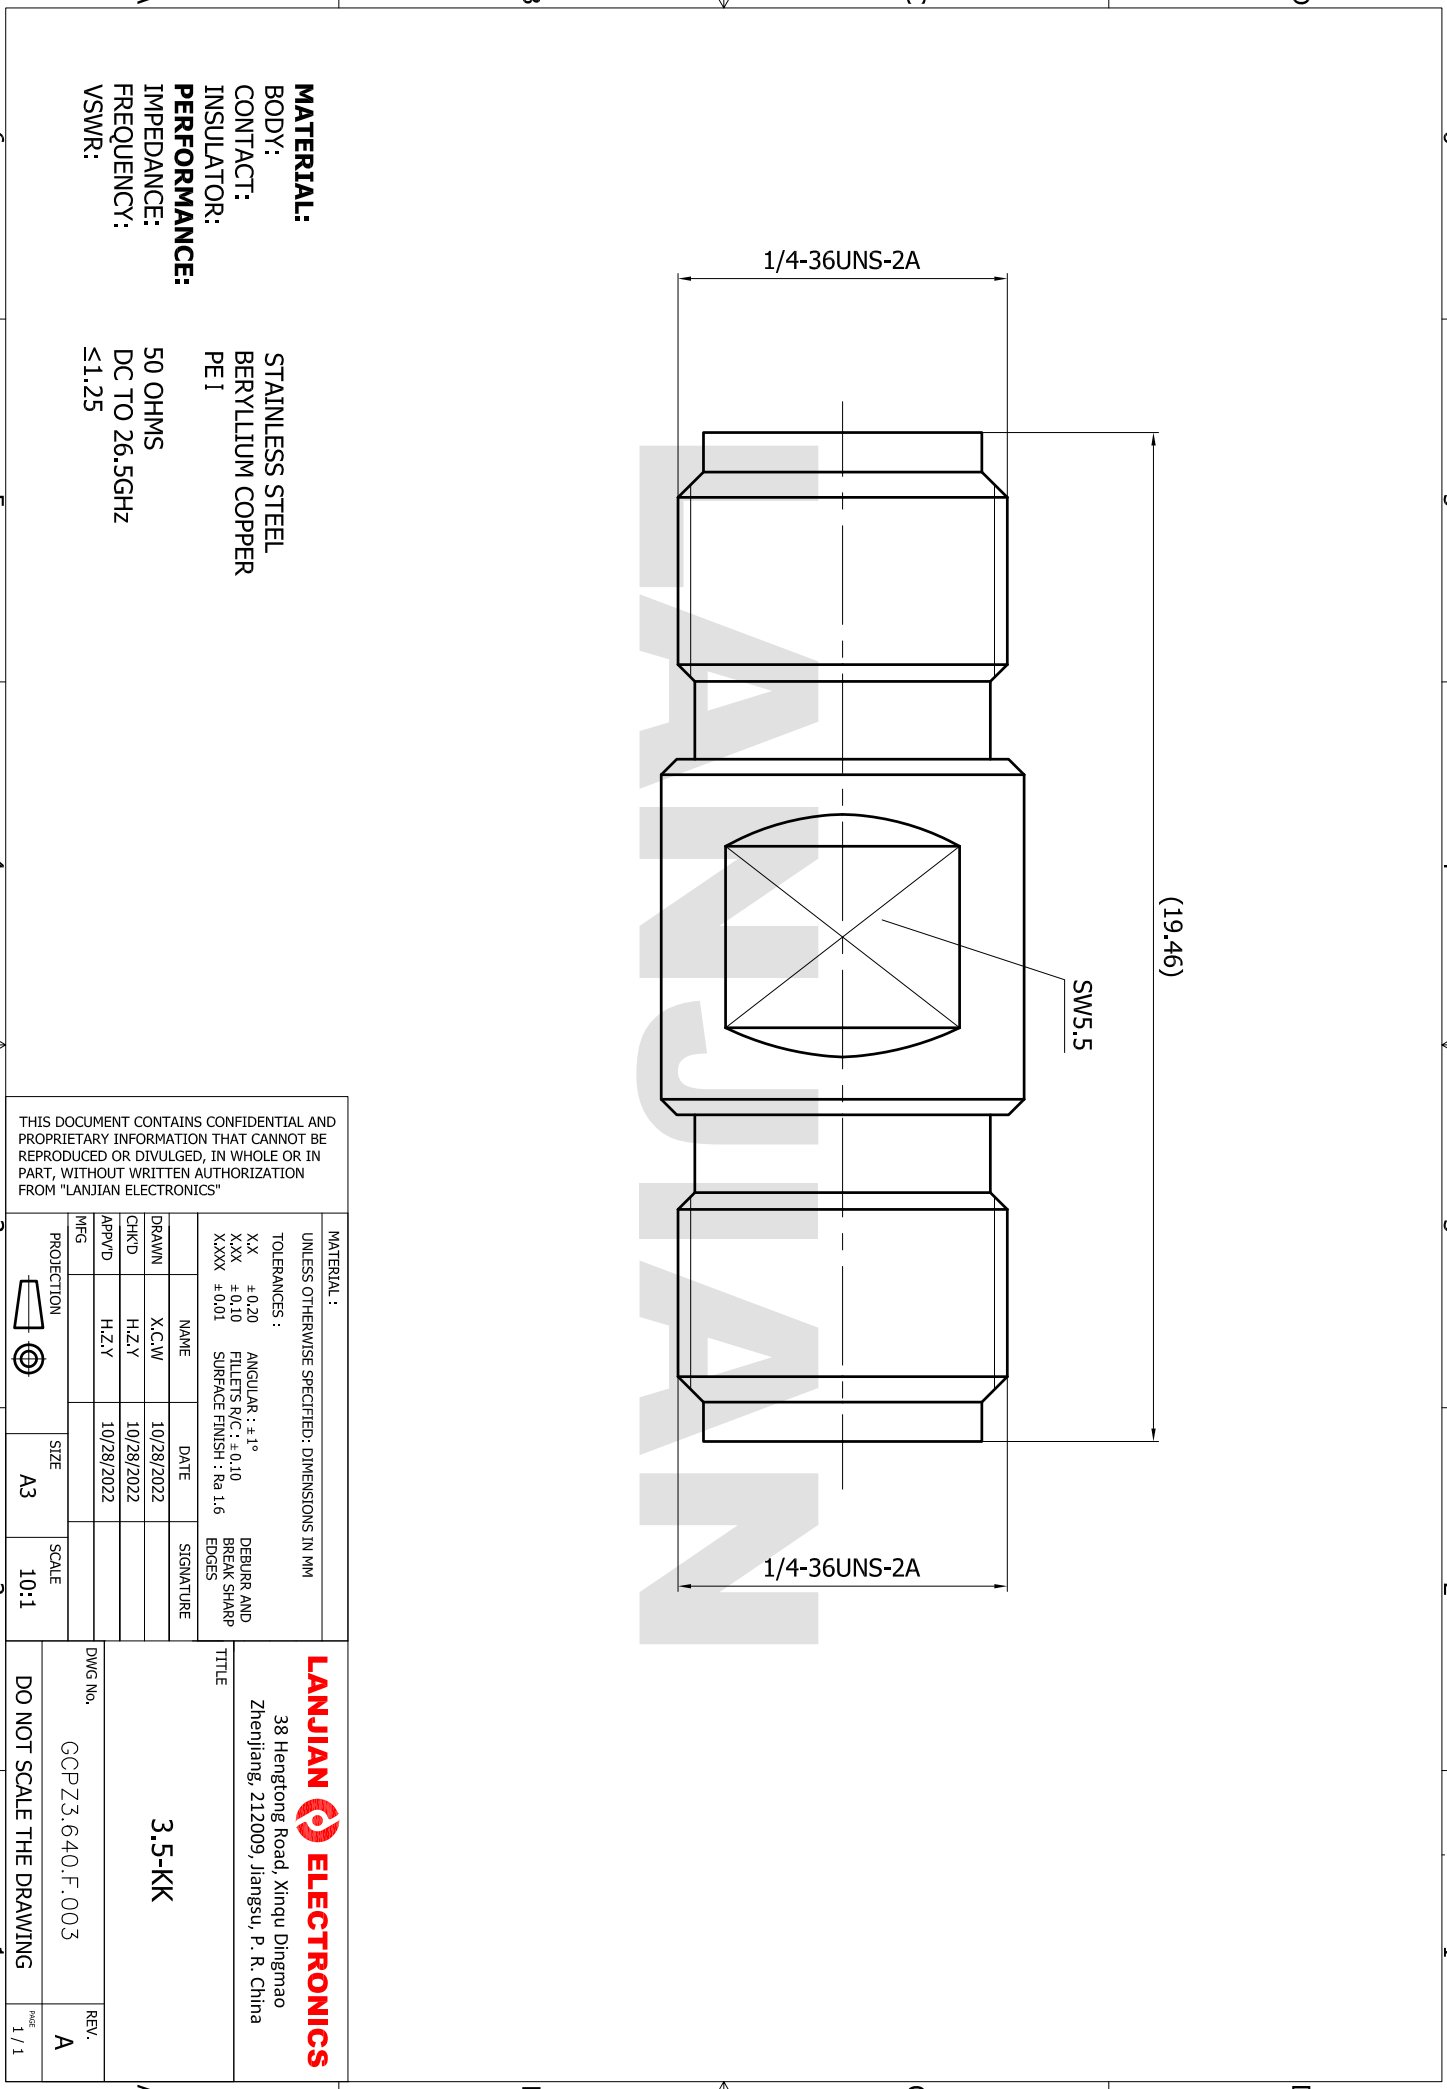 1/4-36UNS-2A
(19.46)
SW5.5
1/4-36UNS-2A
LANJIAN
MATERIAL:
BODY: STAINLESS STEEL
CONTACT: BERYLLIUM COPPER
INSULATOR: PEI
PERFORMANCE:
IMPEDANCE: 50 OHMS
FREQUENCY: DC TO 26.5GHz
VSWR: ≤1.25
THIS DOCUMENT CONTAINS CONFIDENTIAL AND
PROPRIETARY INFORMATION THAT CANNOT BE
REPRODUCED OR DIVULGED, IN WHOLE OR IN
PART, WITHOUT WRITTEN AUTHORIZATION
FROM "LANJIAN ELECTRONICS"
MATERIAL :
UNLESS OTHERWISE SPECIFIED: DIMENSIONS IN MM
TOLERANCES :
X.X ±0.20 ANGULAR : ±1° DEBURR AND
X.XX ±0.10 FILLETS R/C : ±0.10 BREAK SHARP
X.XXX ±0.01 SURFACE FINISH : Ra 1.6 EDGES
NAME DATE SIGNATURE
DRAWN X.C.W 10/28/2022
CHK'D H.Z.Y 10/28/2022
APPV'D H.Z.Y 10/28/2022
MFG
PROJECTION SIZE SCALE
A3 10:1
LANJIAN ELECTRONICS
38 Hengtong Road, Xinqu Dingmao
Zhenjiang, 212009, Jiangsu, P. R. China
TITLE
3.5-KK
DWG No. REV.
GCPZ3.640.F.003 A
DO NOT SCALE THE DRAWING
PAGE
1 / 1